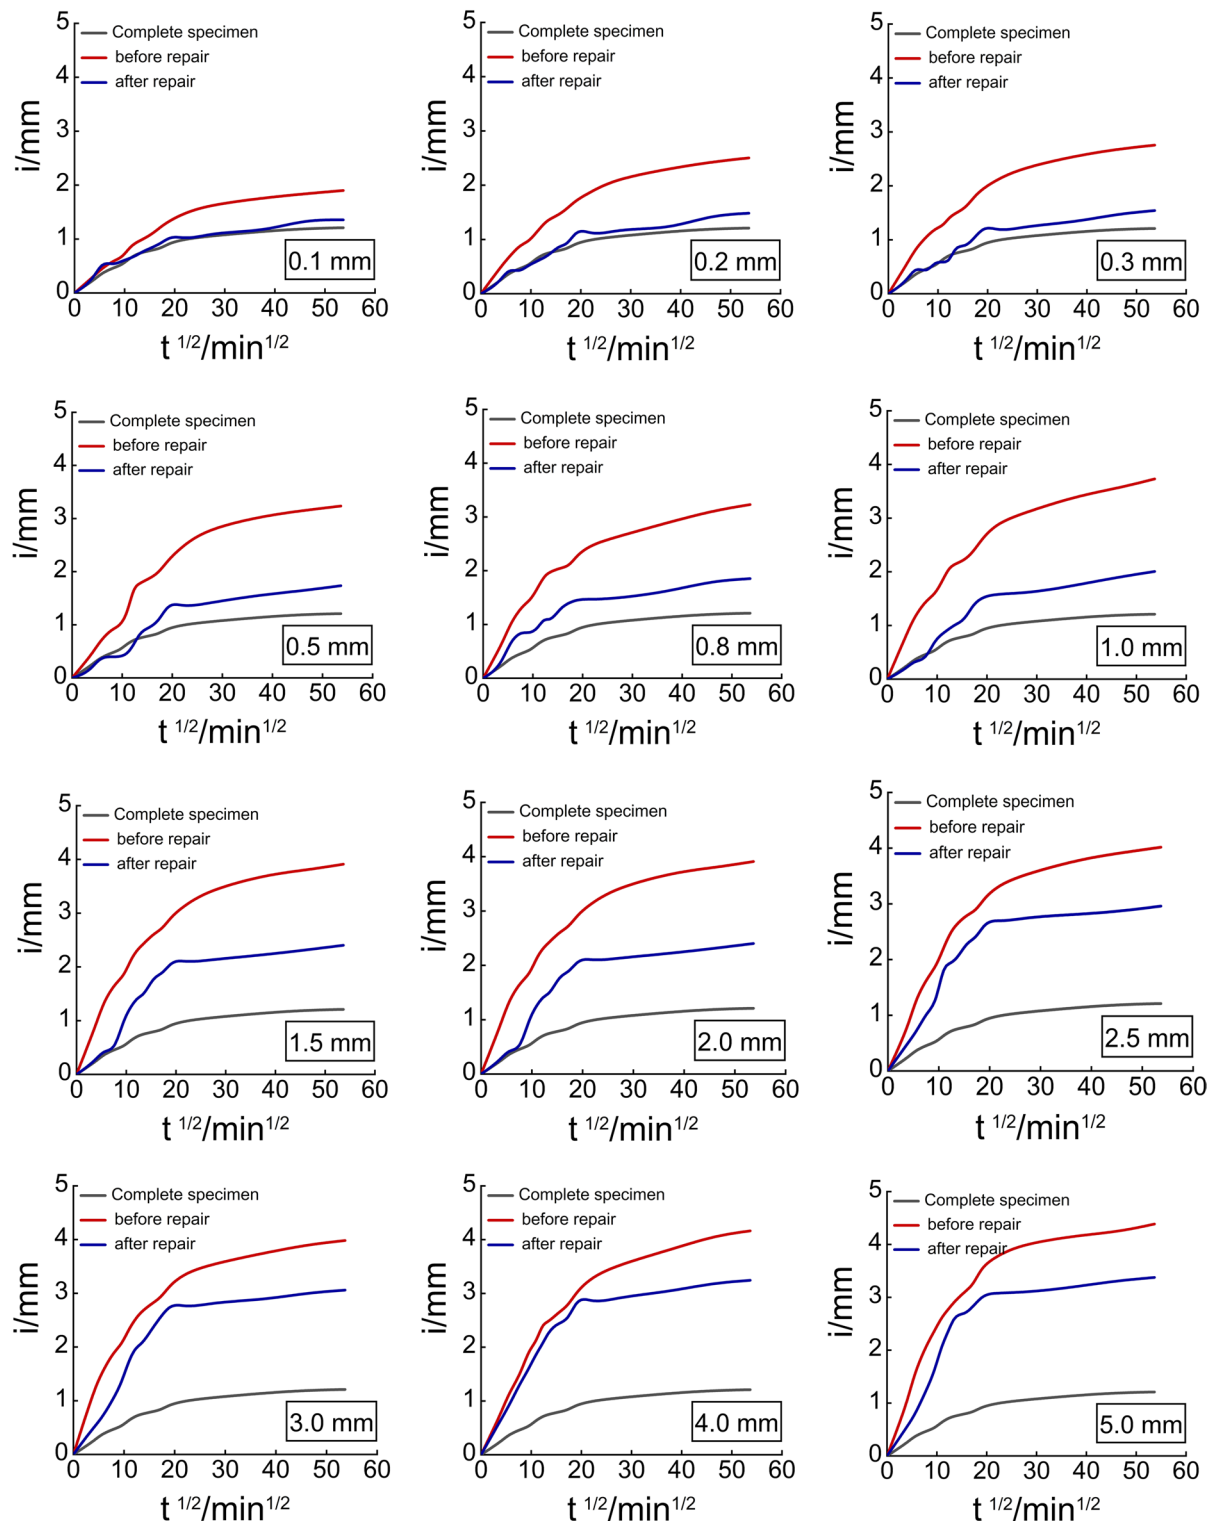 5
4
3
2
1
0
i/mm
Complete specimen
before repair
after repair
0.1 mm
0 10 20 30 40 50 60
t 1/2/min1/2
5
4
3
2
1
0
i/mm
Complete specimen
before repair
after repair
0.2 mm
0 10 20 30 40 50 60
t 1/2/min1/2
5
4
3
2
1
0
i/mm
Complete specimen
before repair
after repair
0.3 mm
0 10 20 30 40 50 60
t 1/2/min1/2
5
4
3
2
1
0
i/mm
Complete specimen
before repair
after repair
0.5 mm
0 10 20 30 40 50 60
t 1/2/min1/2
5
4
3
2
1
0
i/mm
Complete specimen
before repair
after repair
0.8 mm
0 10 20 30 40 50 60
t 1/2/min1/2
5
4
3
2
1
0
i/mm
Complete specimen
before repair
after repair
1.0 mm
0 10 20 30 40 50 60
t 1/2/min1/2
5
4
3
2
1
0
i/mm
Complete specimen
before repair
after repair
1.5 mm
0 10 20 30 40 50 60
t 1/2/min1/2
5
4
3
2
1
0
i/mm
Complete specimen
before repair
after repair
2.0 mm
0 10 20 30 40 50 60
t 1/2/min1/2
5
4
3
2
1
0
i/mm
Complete specimen
before repair
after repair
2.5 mm
0 10 20 30 40 50 60
t 1/2/min1/2
5
4
3
2
1
0
i/mm
Complete specimen
before repair
after repair
3.0 mm
0 10 20 30 40 50 60
t 1/2/min1/2
5
4
3
2
1
0
i/mm
Complete specimen
before repair
after repair
4.0 mm
0 10 20 30 40 50 60
t 1/2/min1/2
5
4
3
2
1
0
i/mm
Complete specimen
before repair
after repair
5.0 mm
0 10 20 30 40 50 60
t 1/2/min1/2